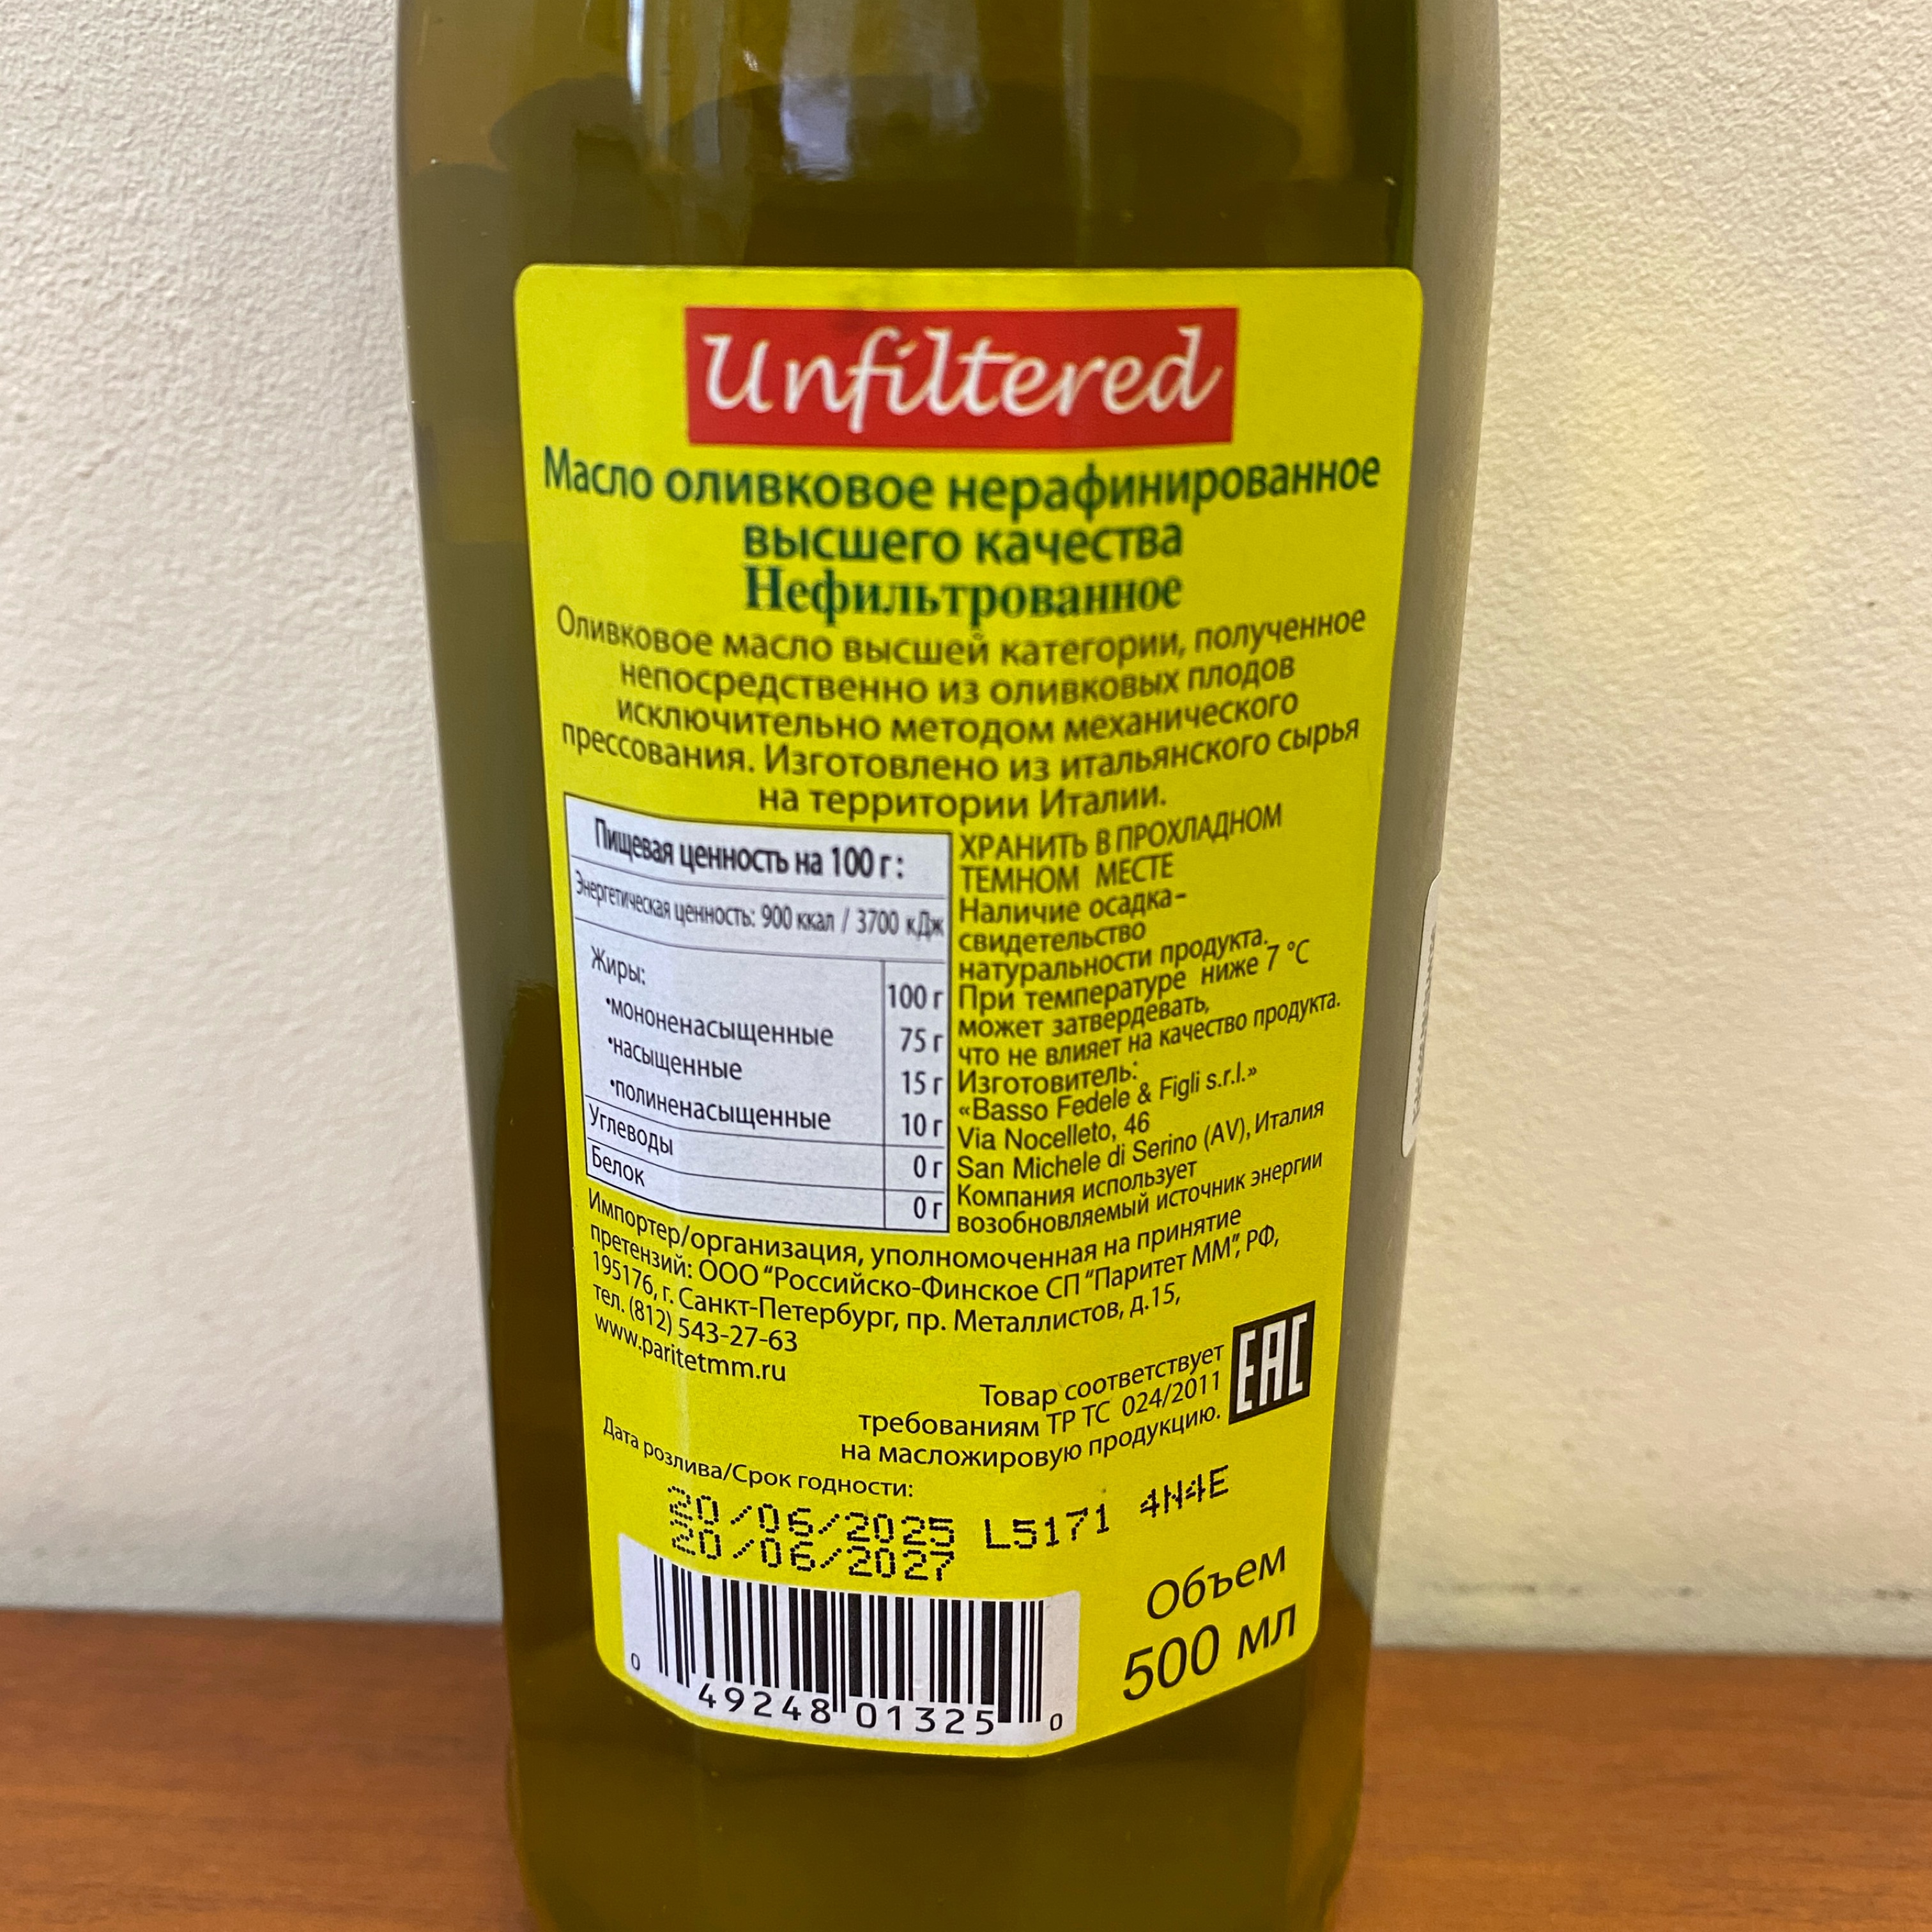 Unfiltered
Масло оливковое нерафинированное
высшего качества
Нефильтрованное
Оливковое масло высшей категории, полученное
непосредственно из оливковых плодов
исключительно методом механического
прессования. Изготовлено из итальянского сырья
на территории Италии.
Пищевая ценность на 100 г:
Энергетическая ценность: 900 ккал / 3700 кДж
Жиры: 100 г
•мононенасыщенные 75 г
•насыщенные 15 г
•полиненасыщенные 10 г
Углеводы 0 г
Белок 0 г
ХРАНИТЬ В ПРОХЛАДНОМ
ТЕМНОМ МЕСТЕ
Наличие осадка-
свидетельство
натуральности продукта.
При температуре ниже 7 °C
может затвердевать,
что не влияет на качество продукта.
Изготовитель:
«Basso Fedele & Figli s.r.l.»
Via Nocelleto, 46
San Michele di Serino (AV), Италия
Компания использует
возобновляемый источник энергии
Импортер/организация, уполномоченная на принятие
претензий: ООО "Российско-Финское СП "Паритет ММ", РФ,
195176, г. Санкт-Петербург, пр. Металлистов, д.15,
тел. (812) 543-27-63
www.paritetmm.ru
Товар соответствует
требованиям ТР ТС 024/2011
на масложировую продукцию.
EAC
Дата розлива/Срок годности:
20/06/2025 L5171 4N4E
20/06/2027
0 49248 01325 0
Объем
500 мл